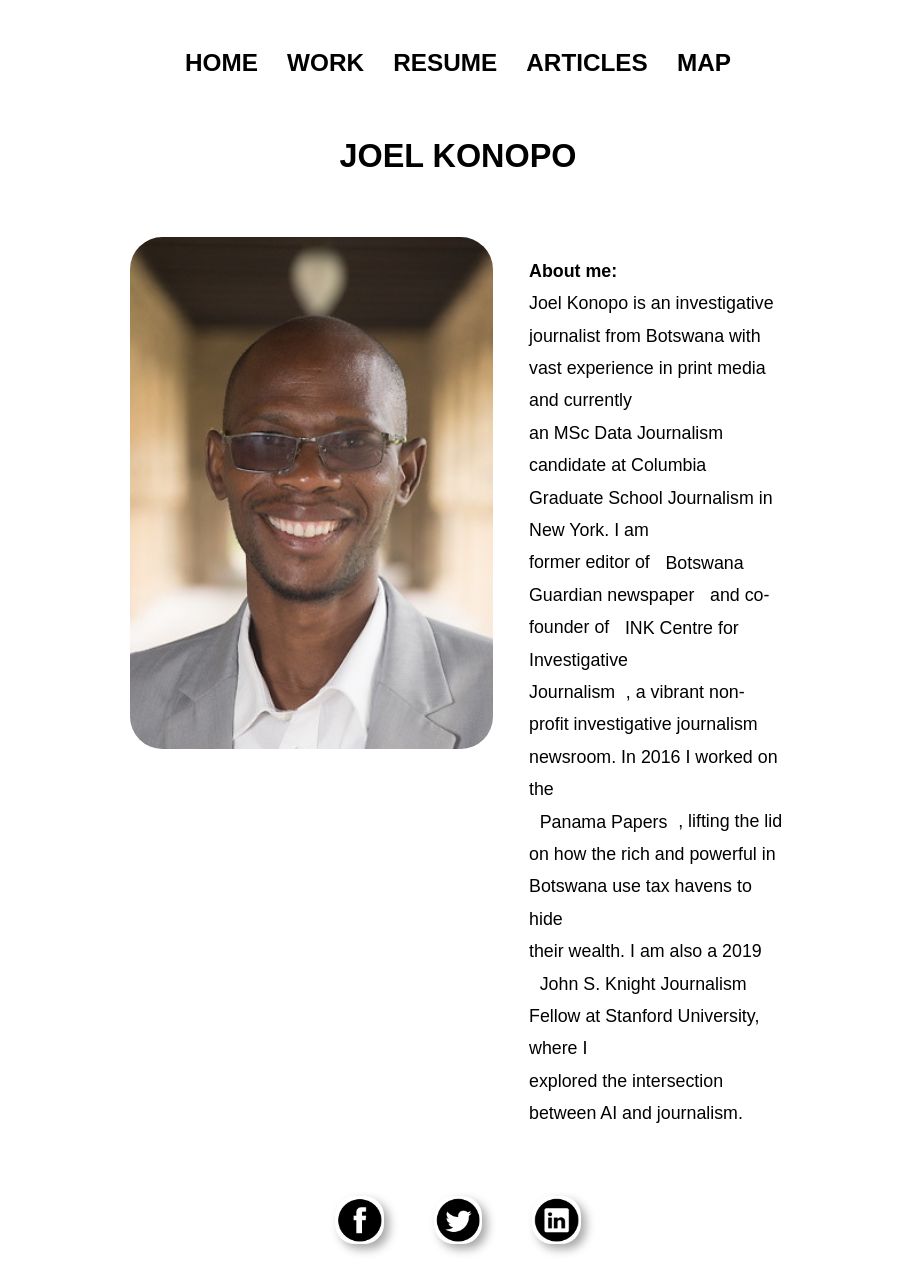 HOME WORK RESUME ARTICLES MAP
JOEL KONOPO
About me:
Joel Konopo is an investigative
journalist from Botswana with
vast experience in print media
and currently
an MSc Data Journalism
candidate at Columbia
Graduate School Journalism in
New York. I am
former editor of Botswana
Guardian newspaper and co-
founder of INK Centre for
Investigative
Journalism , a vibrant non-
profit investigative journalism
newsroom. In 2016 I worked on
the
Panama Papers , lifting the lid
on how the rich and powerful in
Botswana use tax havens to
hide
their wealth. I am also a 2019
John S. Knight Journalism
Fellow at Stanford University,
where I
explored the intersection
between AI and journalism.